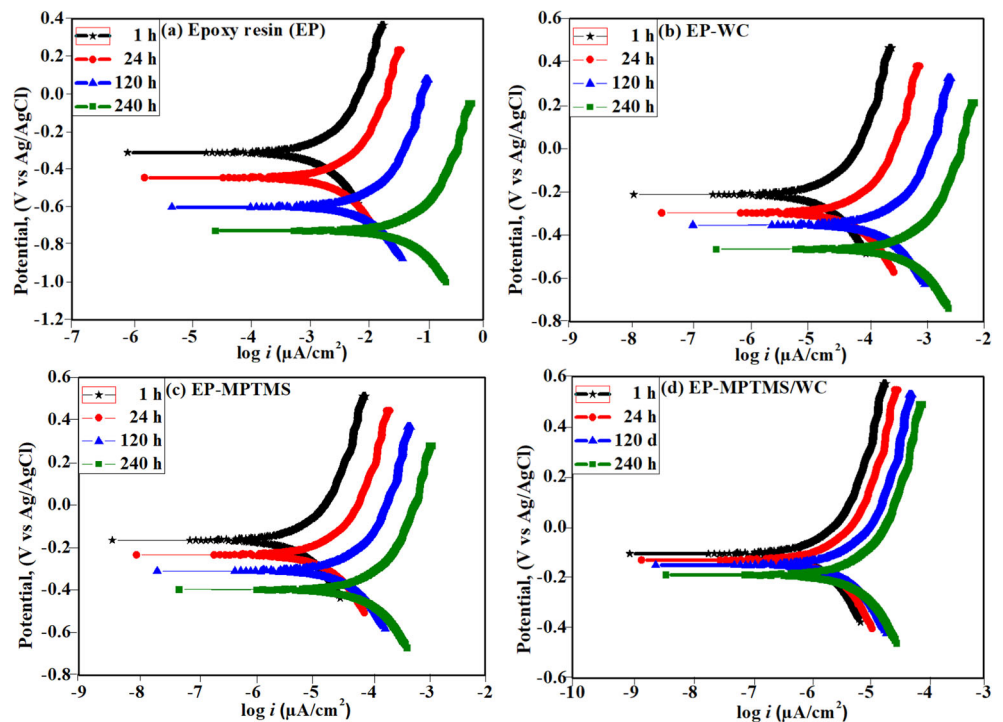 (a) Epoxy resin (EP)
1 h
24 h
120 h
240 h
0.4
0.2
0.0
-0.2
-0.4
-0.6
-0.8
-1.0
-1.2
Potential, (V vs Ag/AgCl)
-7 -6 -5 -4 -3 -2 -1 0
log i (µA/cm²)
(b) EP-WC
1 h
24 h
120 h
240 h
0.6
0.4
0.2
0.0
-0.2
-0.4
-0.6
-0.8
Potential, (V vs Ag/AgCl)
-9 -8 -7 -6 -5 -4 -3 -2
log i (µA/cm²)
(c) EP-MPTMS
1 h
24 h
120 h
240 h
0.6
0.4
0.2
0.0
-0.2
-0.4
-0.6
-0.8
Potential, (V vs Ag/AgCl)
-9 -8 -7 -6 -5 -4 -3 -2
log i (µA/cm²)
(d) EP-MPTMS/WC
1 h
24 h
120 d
240 h
0.6
0.4
0.2
0.0
-0.2
-0.4
-0.6
Potential, (V vs Ag/AgCl)
-10 -9 -8 -7 -6 -5 -4 -3
log i (µA/cm²)